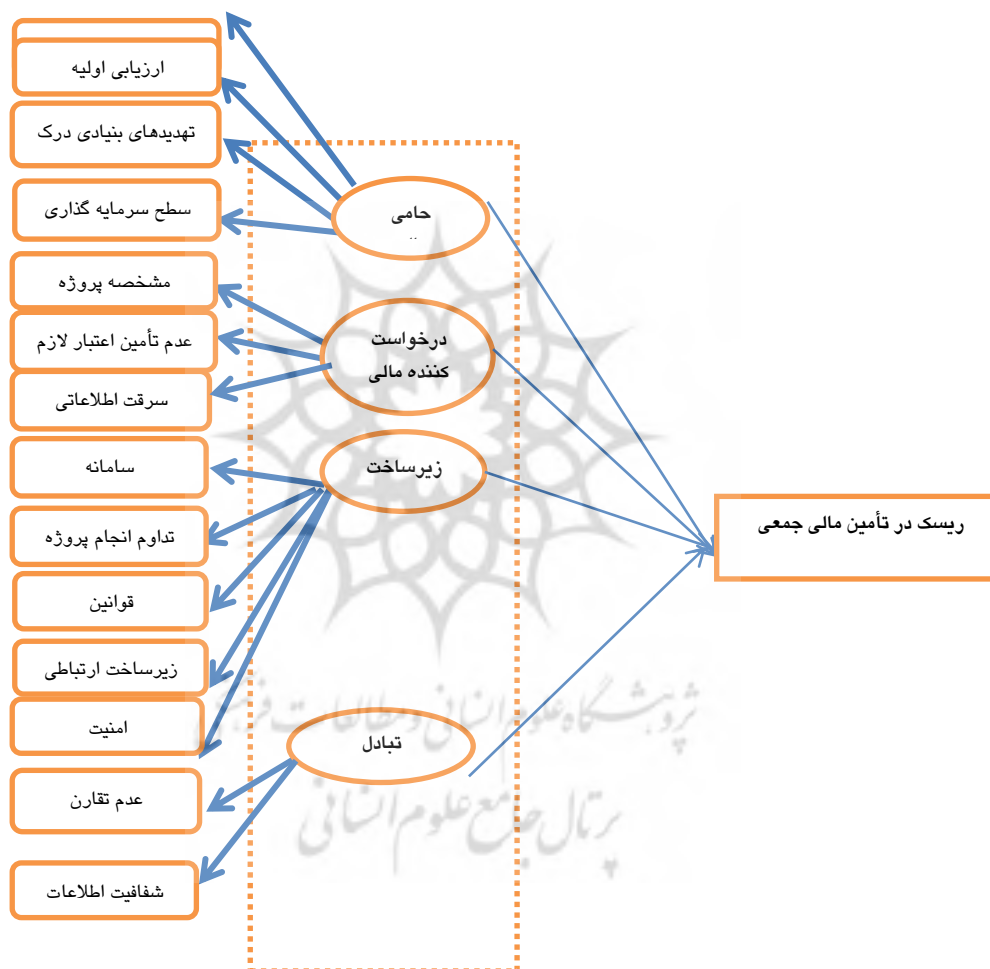 ارزیابی اولیه
تهدیدهای بنیادی درک
سطح سرمایه گذاری
مشخصه پروژه
عدم تأمین اعتبار لازم
سرقت اطلاعاتی
سامانه
تداوم انجام پروژه
قوانین
زیرساخت ارتباطی
امنیت
عدم تقارن
شفافیت اطلاعات
حامی
درخواست
کننده مالی
زیرساخت
تبادل
ریسک در تأمین مالی جمعی
پژوهشگاه علوم انسانی و مطالعات فرهنگی
پرتال جامع علوم انسانی